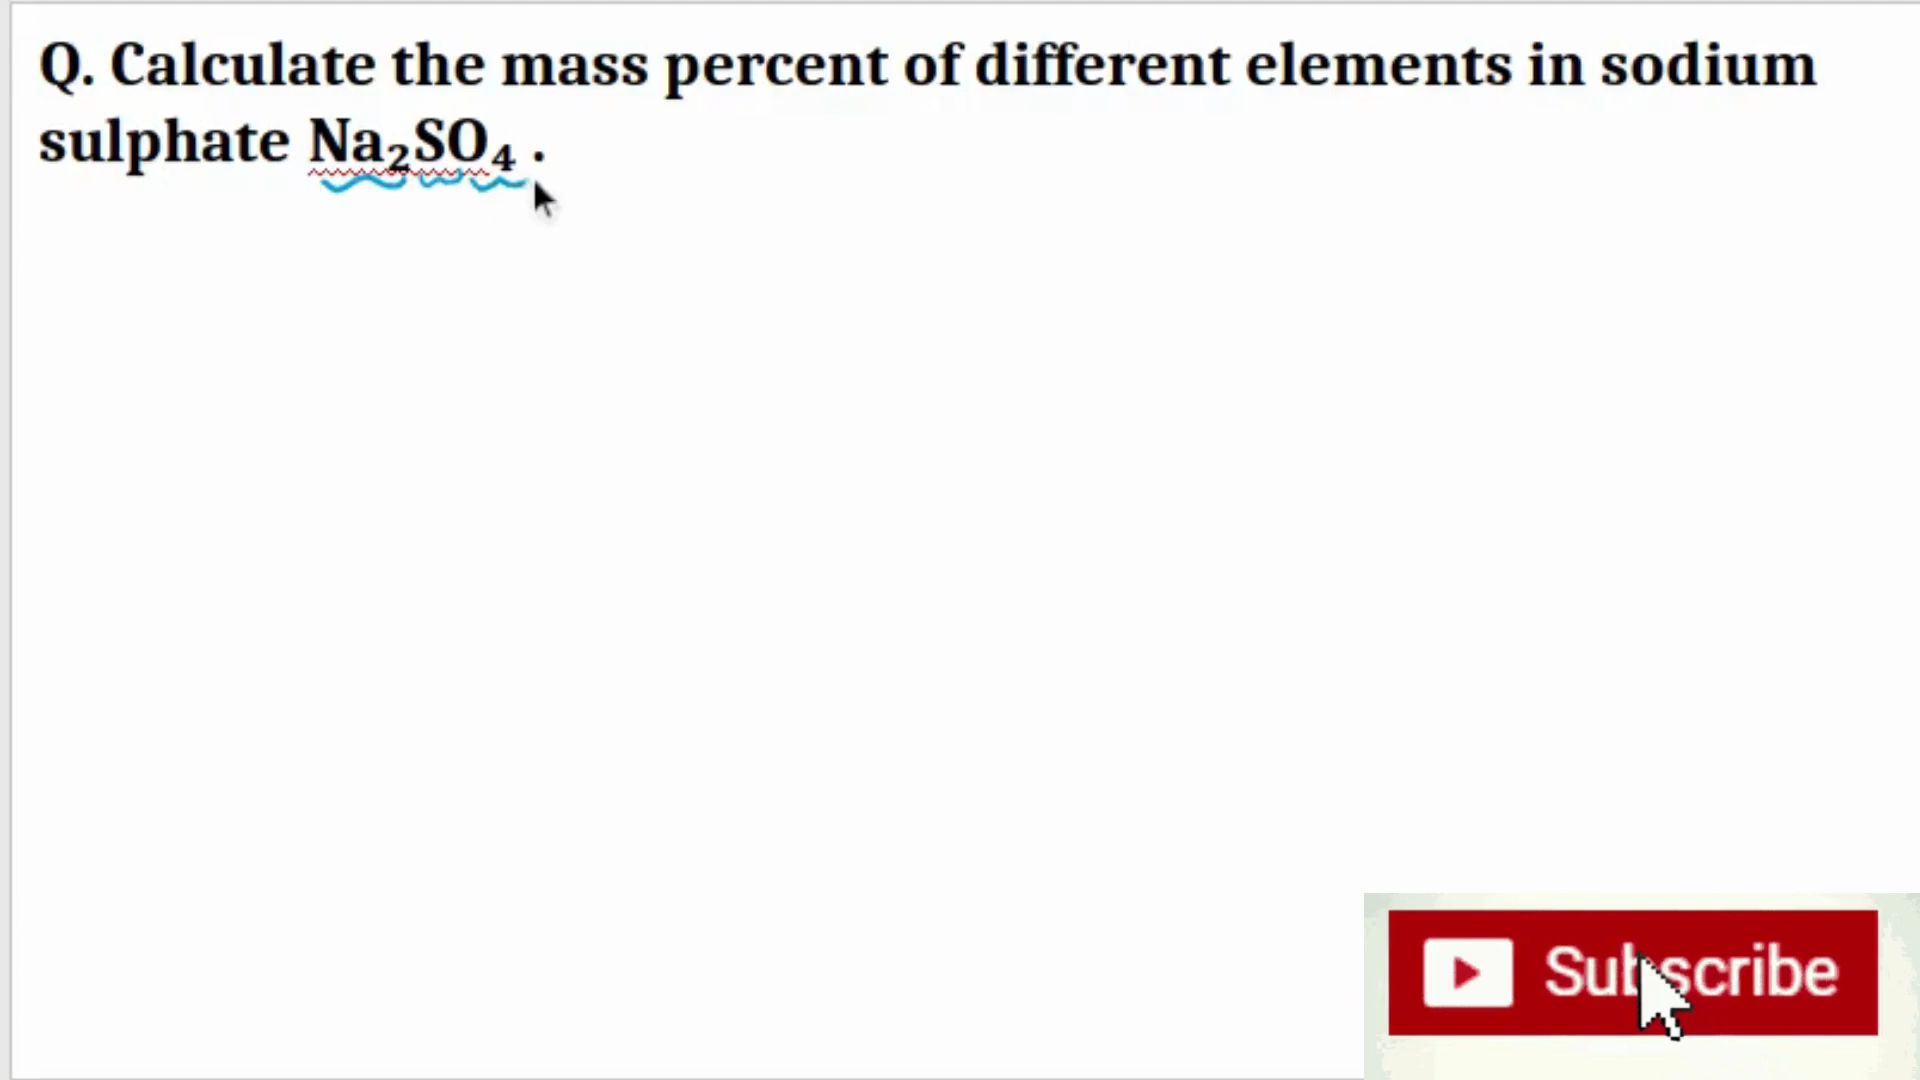 Q. Calculate the mass percent of different elements in sodium
sulphate Na₂SO₄ .
Subscribe